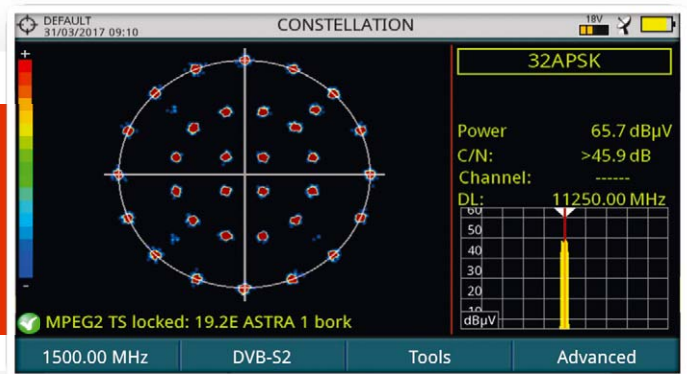 DEFAULT
31/03/2017 09:10
CONSTELLATION
18V
+
-
32APSK
Power 65.7 dBµV
C/N: >45.9 dB
Channel: ------
DL: 11250.00 MHz
60
50
40
30
20
10
dBµV
MPEG2 TS locked: 19.2E ASTRA 1 bork
1500.00 MHz DVB-S2 Tools Advanced